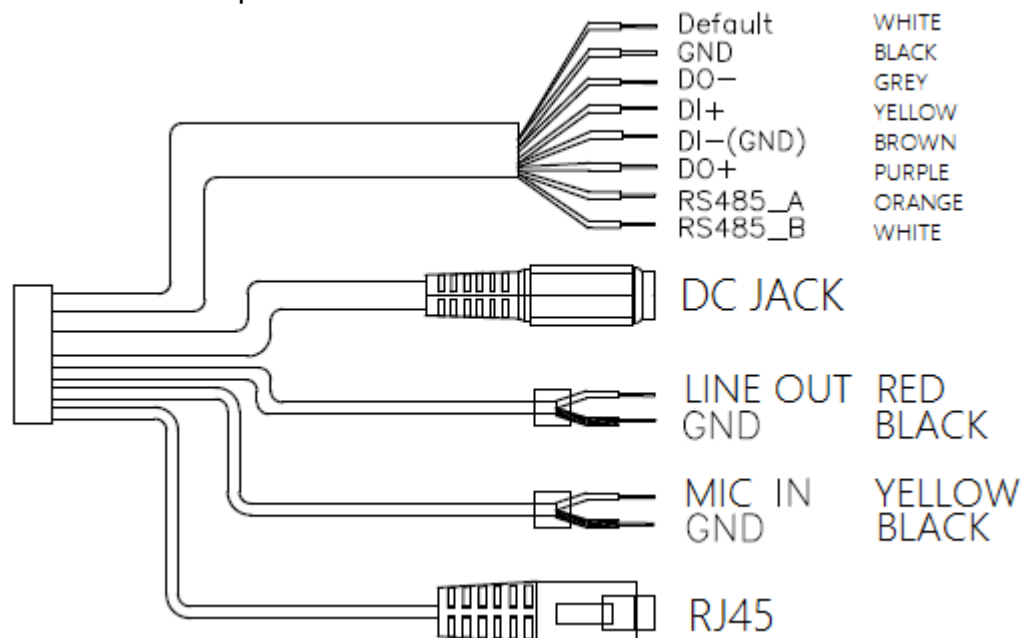 Default WHITE
GND BLACK
DO- GREY
DI+ YELLOW
DI-(GND) BROWN
DO+ PURPLE
RS485_A ORANGE
RS485_B WHITE
DC JACK
LINE OUT RED
GND BLACK
MIC IN YELLOW
GND BLACK
RJ45